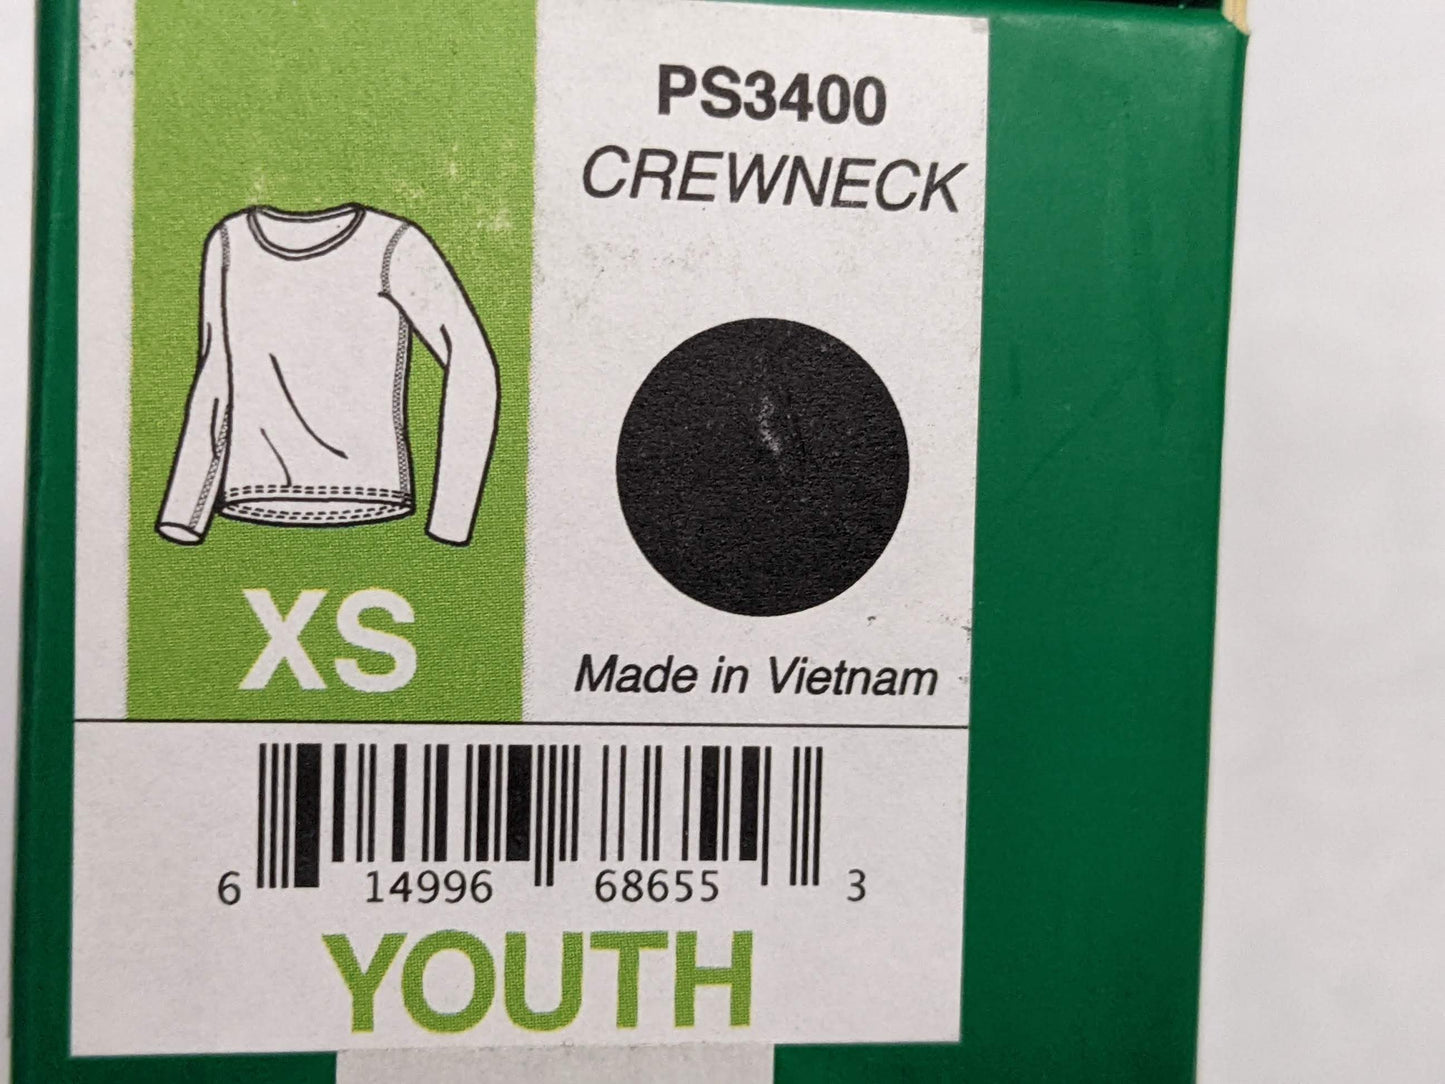 PS3400
CREWNECK
XS
Made in Vietnam
6 14996 68655 3
YOUTH